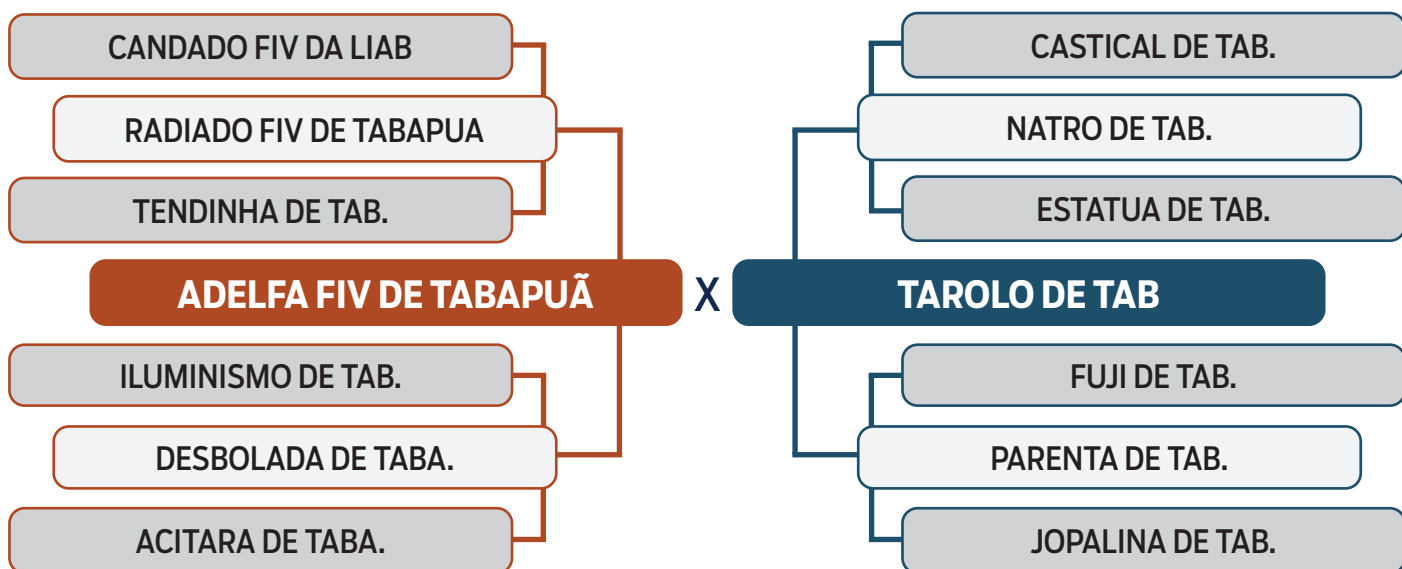 CANDADO FIV DA LIAB
RADIADO FIV DE TABAPUA
TENDINHA DE TAB.
ADELFA FIV DE TABAPUÃ
ILUMINISMO DE TAB.
DESBOLADA DE TABA.
ACITARA DE TABA.
X
CASTICAL DE TAB.
NATRO DE TAB.
ESTATUA DE TAB.
TAROLO DE TAB
FUJI DE TAB.
PARENTA DE TAB.
JOPALINA DE TAB.